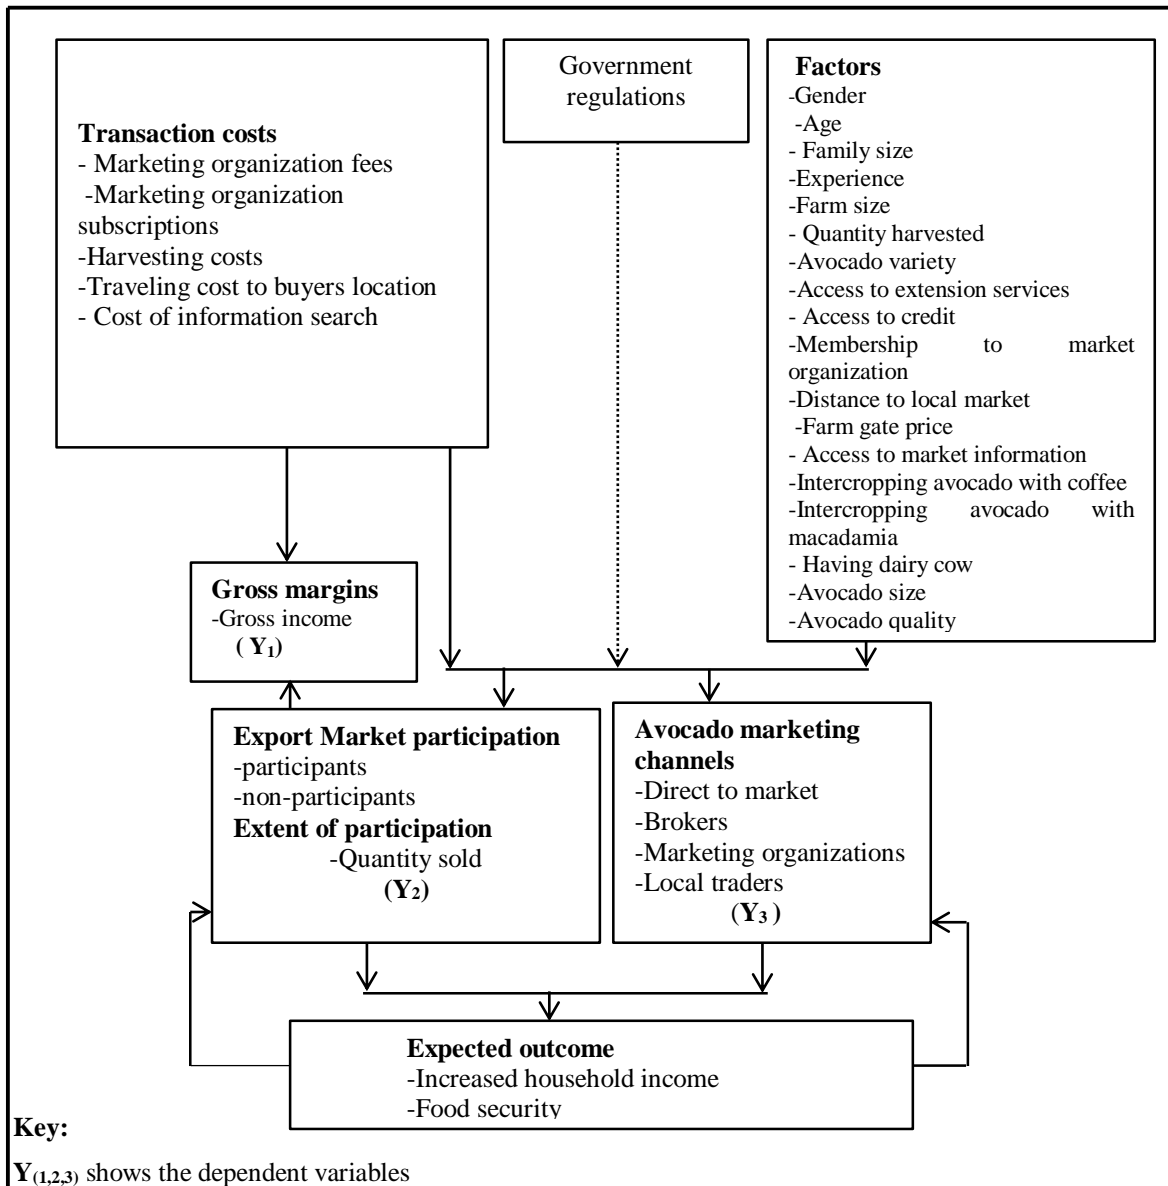 Transaction costs
- Marketing organization fees
-Marketing organization
subscriptions
-Harvesting costs
-Traveling cost to buyers location
- Cost of information search
Government
regulations
Factors
-Gender
-Age
- Family size
-Experience
-Farm size
- Quantity harvested
-Avocado variety
-Access to extension services
- Access to credit
-Membership to market
organization
-Distance to local market
-Farm gate price
- Access to market information
-Intercropping avocado with coffee
-Intercropping avocado with
macadamia
- Having dairy cow
-Avocado size
-Avocado quality
Gross margins
-Gross income
( Y1)
Export Market participation
-participants
-non-participants
Extent of participation
-Quantity sold
(Y2)
Avocado marketing
channels
-Direct to market
-Brokers
-Marketing organizations
-Local traders
(Y3 )
Expected outcome
-Increased household income
-Food security
Key:
Y(1,2,3) shows the dependent variables